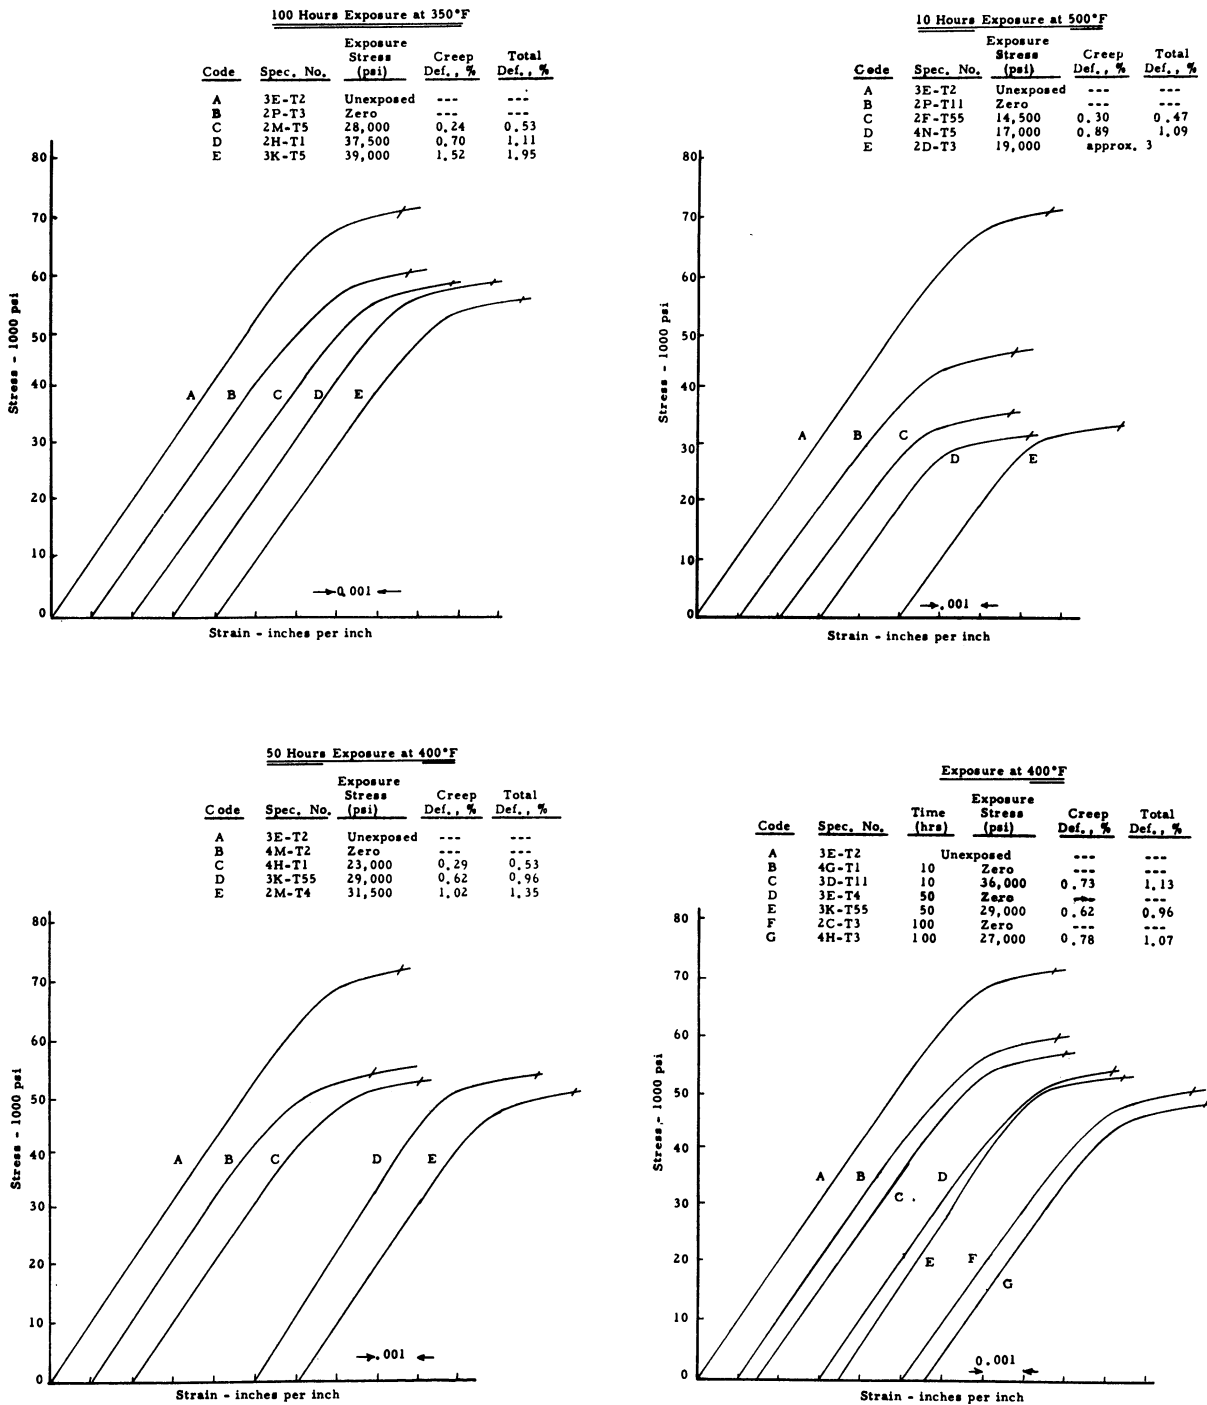 100 Hours Exposure at 350°F
Exposure
Stress Creep Total
Code Spec. No. (psi) Def., % Def., %
A 3E-T2 Unexposed --- ---
B 2P-T3 Zero --- ---
C 2M-T5 28,000 0.24 0.53
D 2H-T1 37,500 0.70 1.11
E 3K-T5 39,000 1.52 1.95
80
70
60
50
40
30
20
10
0
Stress - 1000 psi
A B C D E
0.001
Strain - inches per inch
10 Hours Exposure at 500°F
Exposure
Stress Creep Total
Code Spec. No. (psi) Def., % Def., %
A 3E-T2 Unexposed --- ---
B 2P-T11 Zero --- ---
C 2F-T55 14,500 0.30 0.47
D 4N-T5 17,000 0.89 1.09
E 2D-T3 19,000 approx. 3
80
70
60
50
40
30
20
10
0
Stress - 1000 psi
A B C D E
.001
Strain - inches per inch
50 Hours Exposure at 400°F
Exposure
Stress Creep Total
Code Spec. No. (psi) Def., % Def., %
A 3E-T2 Unexposed --- ---
B 4M-T2 Zero --- ---
C 4H-T1 23,000 0.29 0.53
D 3K-T55 29,000 0.62 0.96
E 2M-T4 31,500 1.02 1.35
80
70
60
50
40
30
20
10
0
Stress - 1000 psi
A B C D E
.001
Strain - inches per inch
Exposure at 400°F
Exposure
Time Stress Creep Total
Code Spec. No. (hrs) (psi) Def., % Def., %
A 3E-T2 Unexposed --- ---
B 4G-T1 10 Zero --- ---
C 3D-T11 10 36,000 0.73 1.13
D 3E-T4 50 Zero --- ---
E 3K-T55 50 29,000 0.62 0.96
F 2C-T3 100 Zero --- ---
G 4H-T3 100 27,000 0.78 1.07
80
70
60
50
40
30
20
10
0
Stress - 1000 psi
A B C D E F G
0.001
Strain - inches per inch